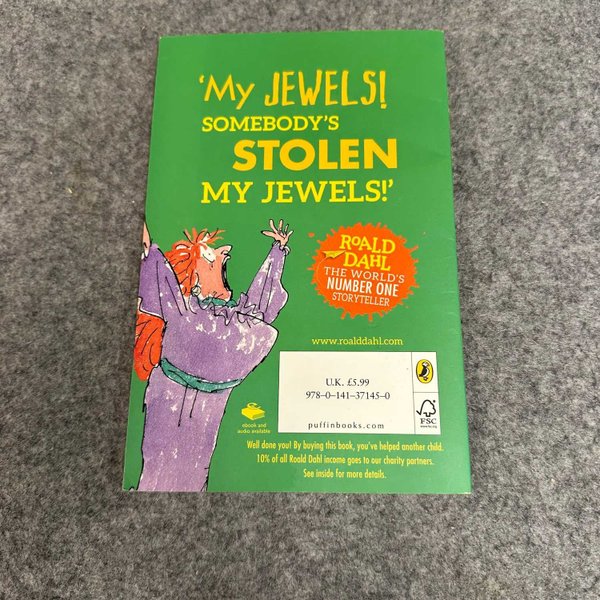 'My JEWELS!
SOMEBODY'S
STOLEN
MY JEWELS!'
ROALD
DAHL
THE WORLD'S
NUMBER ONE
STORYTELLER
www.roalddahl.com
U.K. £5.99
978-0-141-37145-0
puffinbooks.com
FSC
ebook and
audio available
Well done you! By buying this book, you've helped another child.
10% of all Roald Dahl income goes to our charity partners.
See inside for more details.